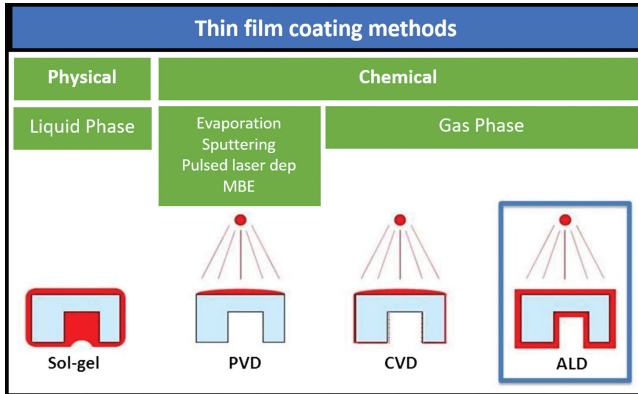 Thin film coating methods
Physical
Chemical
Liquid Phase
Evaporation
Sputtering
Pulsed laser dep
MBE
Gas Phase
Sol-gel
PVD
CVD
ALD